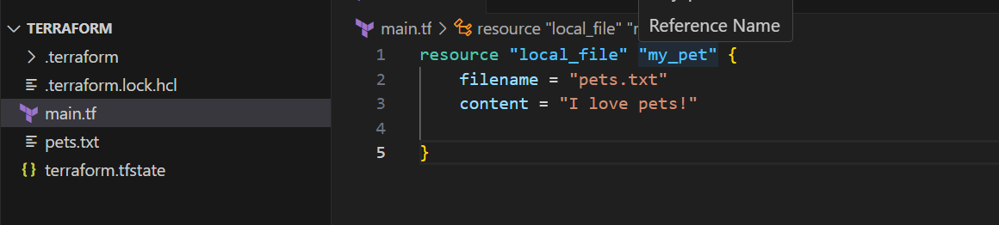 TERRAFORM
.terraform
.terraform.lock.hcl
main.tf
pets.txt
terraform.tfstate
main.tf > resource "local_file"
Reference Name
1 resource "local_file" "my_pet" {
2 filename = "pets.txt"
3 content = "I love pets!"
4
5 }